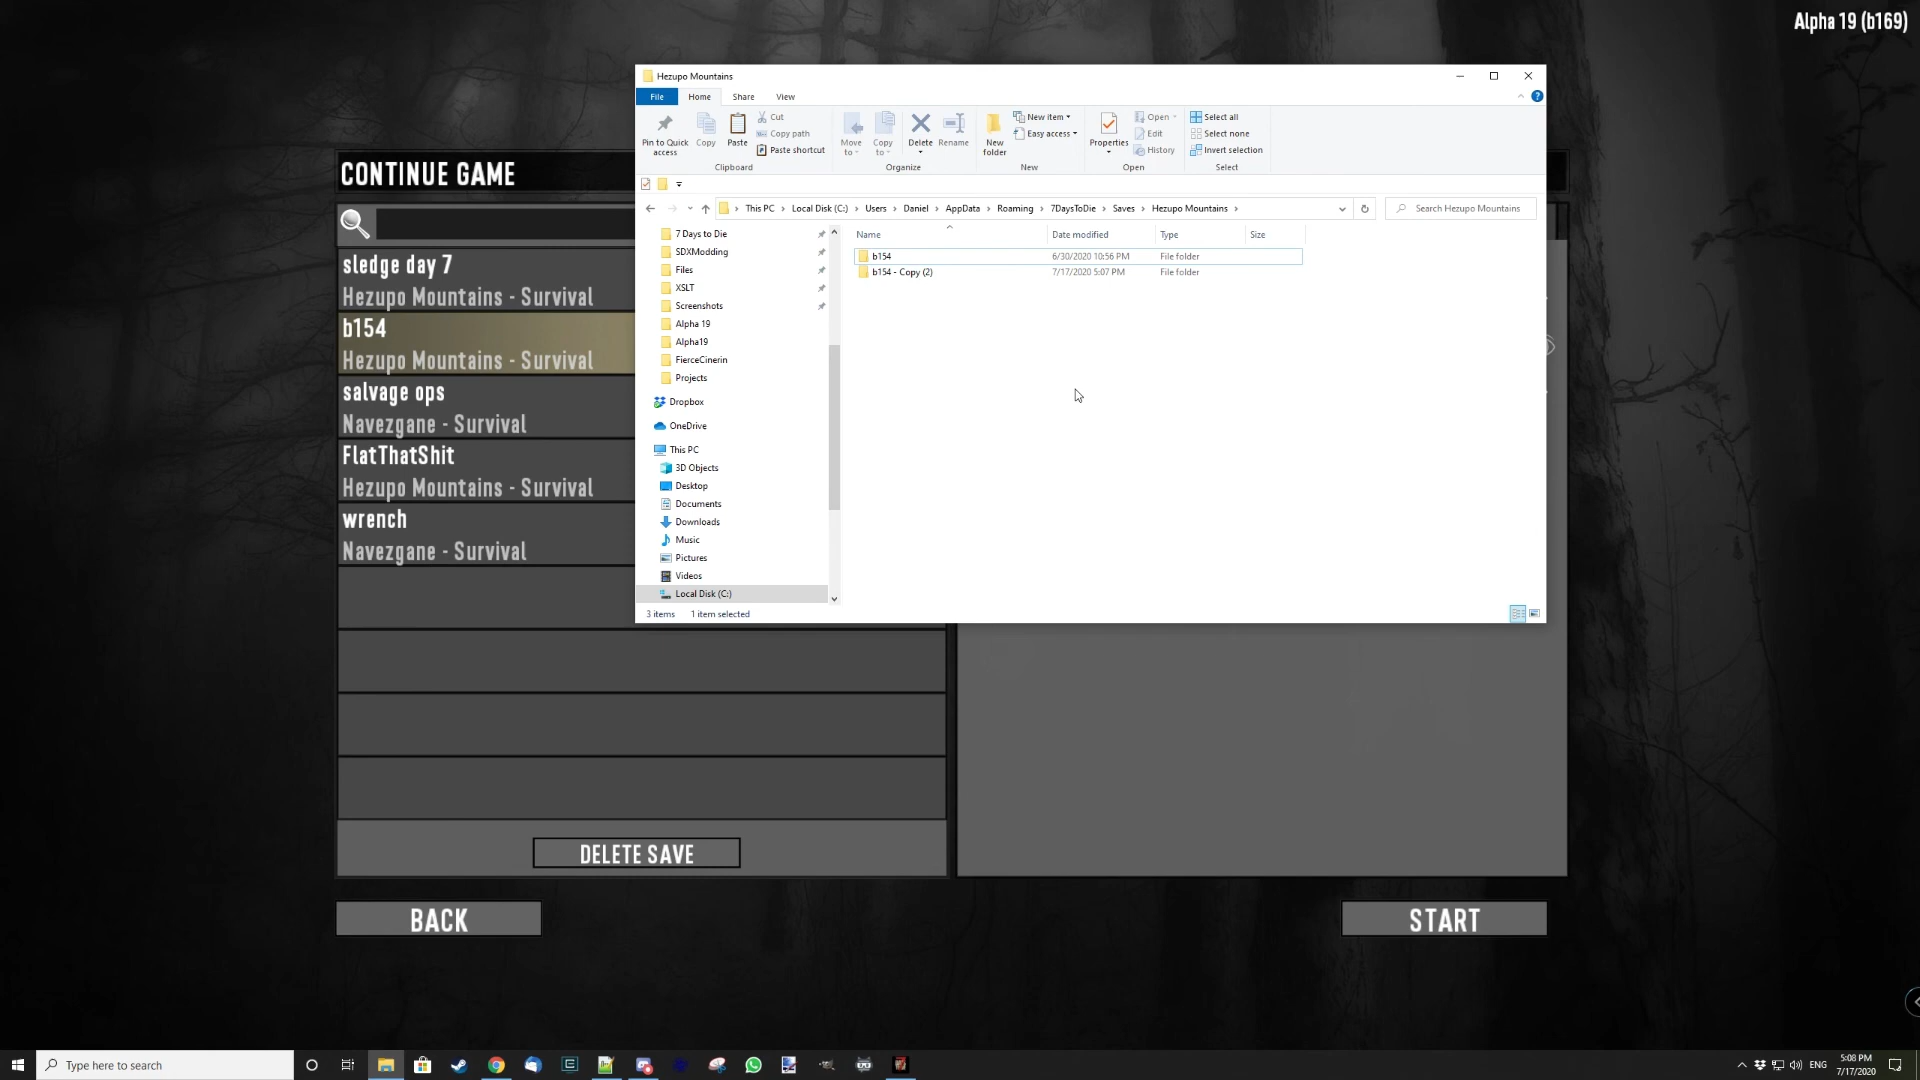 Alpha 19 (b169)
CONTINUE GAME
sledge day 7
Hezupo Mountains - Survival
b154
Hezupo Mountains - Survival
salvage ops
Navezgane - Survival
FlatThatShit
Hezupo Mountains - Survival
wrench
Navezgane - Survival
DELETE SAVE
BACK
START
Hezupo Mountains
File Home Share View
Pin to Quick access
Copy
Paste
Cut
Copy path
Paste shortcut
Clipboard
Move to
Copy to
Delete
Rename
Organize
New folder
New item
Easy access
New
Properties
Open
Edit
History
Open
Select all
Select none
Invert selection
Select
This PC > Local Disk (C:) > Users > Daniel > AppData > Roaming > 7DaysToDie > Saves > Hezupo Mountains >
Search Hezupo Mountains
7 Days to Die
SDXModding
Files
XSLT
Screenshots
Alpha 19
Alpha19
FierceCinerin
Projects
Dropbox
OneDrive
This PC
3D Objects
Desktop
Documents
Downloads
Music
Pictures
Videos
Local Disk (C:)
Name Date modified Type Size
b154 6/30/2020 10:56 PM File folder
b154 - Copy (2) 7/17/2020 5:07 PM File folder
3 items 1 item selected
Type here to search
ENG
5:08 PM
7/17/2020